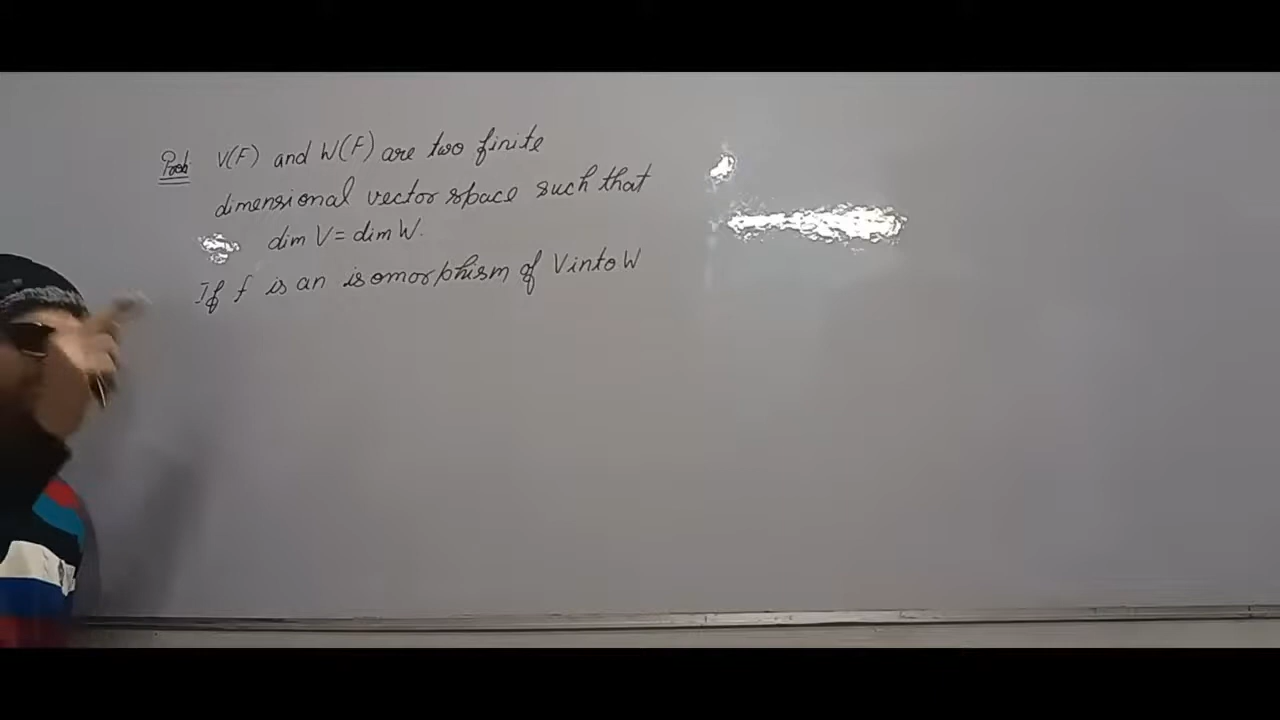 Prob V(F) and W(F) are two finite
dimensional vector space such that
dim V = dim W.
If f is an isomorphism of V into W